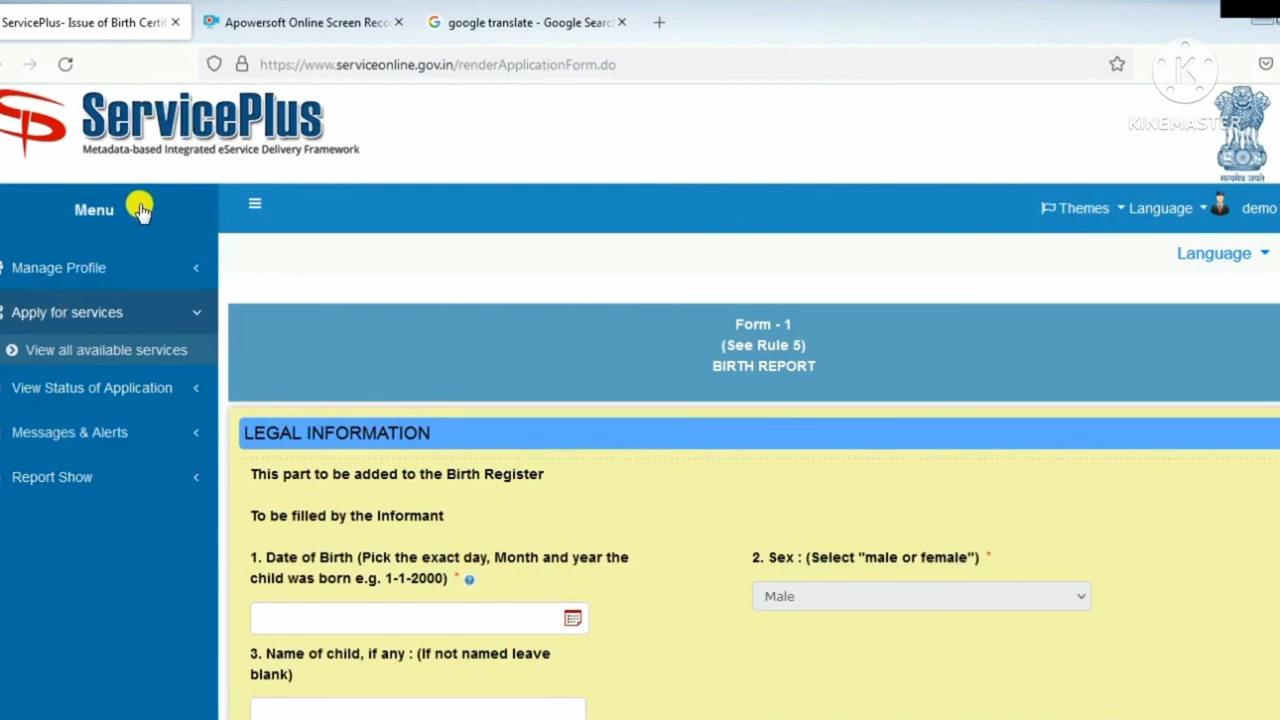 ServicePlus- Issue of Birth Certif
Apowersoft Online Screen Reco
google translate - Google Search
https://www.serviceonline.gov.in/renderApplicationForm.do
KINEMASTER
ServicePlus
Metadata-based Integrated eService Delivery Framework
सत्यमेव जयते
Menu
Themes Language demo
Manage Profile
Language
Apply for services
View all available services
View Status of Application
Messages & Alerts
Report Show
Form - 1
(See Rule 5)
BIRTH REPORT
LEGAL INFORMATION
This part to be added to the Birth Register
To be filled by the Informant
1. Date of Birth (Pick the exact day, Month and year the
child was born e.g. 1-1-2000) *
2. Sex : (Select "male or female") *
Male
3. Name of child, if any : (If not named leave
blank)